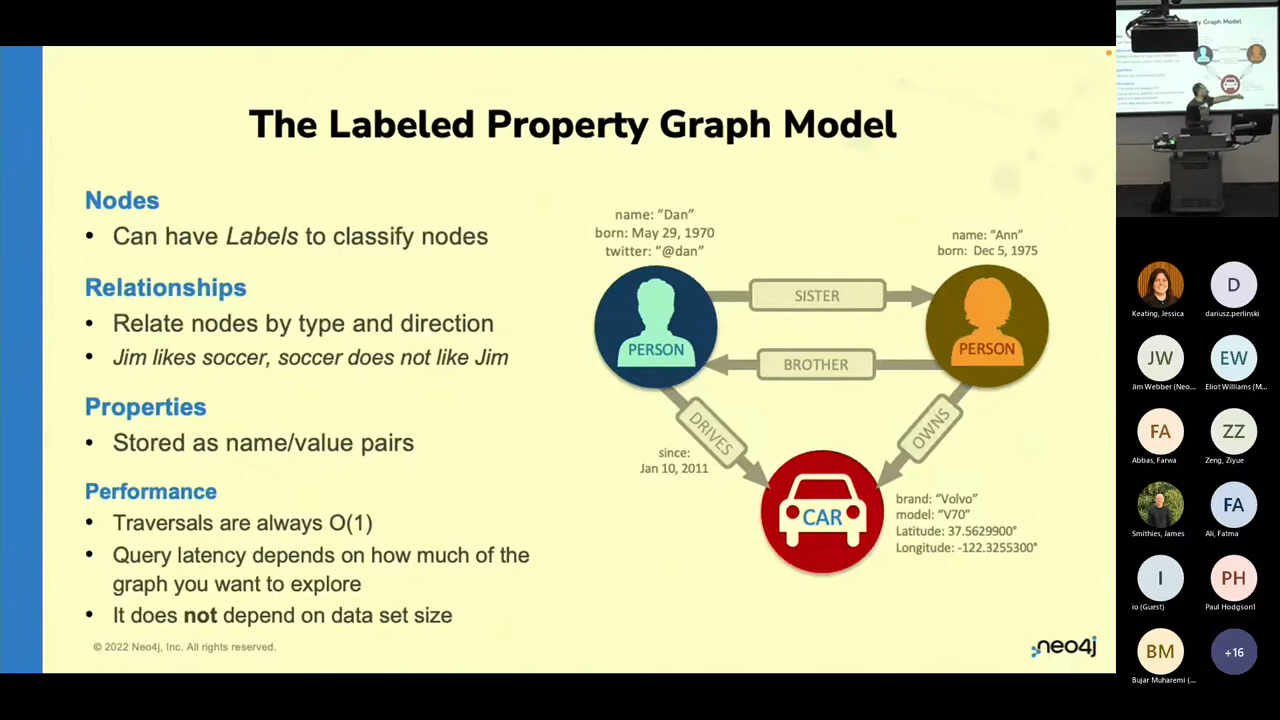 The Labeled Property Graph Model
Nodes
• Can have Labels to classify nodes
Relationships
• Relate nodes by type and direction
• Jim likes soccer, soccer does not like Jim
Properties
• Stored as name/value pairs
Performance
• Traversals are always O(1)
• Query latency depends on how much of the
graph you want to explore
• It does not depend on data set size
© 2022 Neo4j, Inc. All rights reserved.
name: “Dan”
born: May 29, 1970
twitter: “@dan”
name: “Ann”
born: Dec 5, 1975
SISTER
PERSON
PERSON
BROTHER
DRIVES
OWNS
since:
Jan 10, 2011
CAR
brand: “Volvo”
model: “V70”
Latitude: 37.5629900°
Longitude: -122.3255300°
neo4j
ty Graph Model
Keating, Jessica
D
dariusz.perlinski
JW
Jim Webber (Neo...
EW
Eliot Williams (M...
FA
Abbas, Farwa
ZZ
Zeng, Ziyue
Smithies, James
FA
Ali, Fatma
I
io (Guest)
PH
Paul Hodgson1
BM
Bujar Muharemi (...
+16